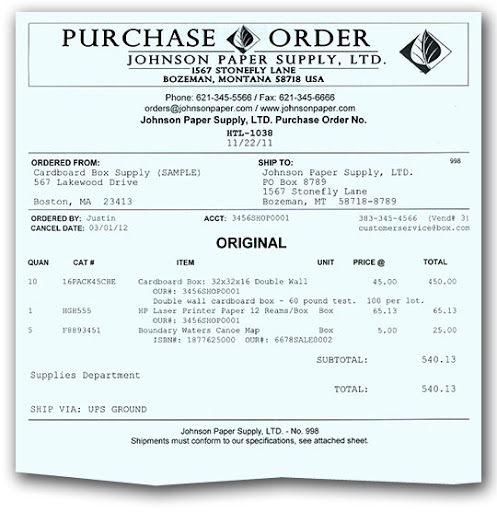 PURCHASE ORDER
JOHNSON PAPER SUPPLY, LTD.
1567 STONEFLY LANE
BOZEMAN, MONTANA 58718 USA
Phone: 621-345-5566 / Fax: 621-345-6666
orders@johnsonpaper.com / www.johnsonpaper.com
Johnson Paper Supply, LTD. Purchase Order No.
HTL-1038
11/22/11
ORDERED FROM: SHIP TO: 998
Cardboard Box Supply (SAMPLE) Johnson Paper Supply, LTD.
567 Lakewood Drive PO Box 8789
1567 Stonefly Lane
Boston, MA 23413 Bozeman, MT 58718-8789
ORDERED BY: Justin ACCT: 3456SHOP0001 383-345-4566 (Vend# 3)
CANCEL DATE: 03/01/12 customerservice@box.com
ORIGINAL
QUAN CAT # ITEM UNIT PRICE @ TOTAL
10 16PACK45CHE Cardboard Box: 32x32x16 Double Wall 45.00 450.00
OUR#: 3456SHOP0001
Double wall cardboard box - 60 pound test. 100 per lot.
1 HGH555 HP Laser Printer Paper 12 Reams/Box Box 65.13 65.13
OUR#: 3456SHOP0001
5 F8893451 Boundary Waters Canoe Map Box 5.00 25.00
ISBN#: 1877625000 OUR#: 6678SALE0002
SUBTOTAL: 540.13
Supplies Department
TOTAL: 540.13
SHIP VIA: UPS GROUND
Johnson Paper Supply, LTD. - No. 998
Shipments must conform to our specifications, see attached sheet.